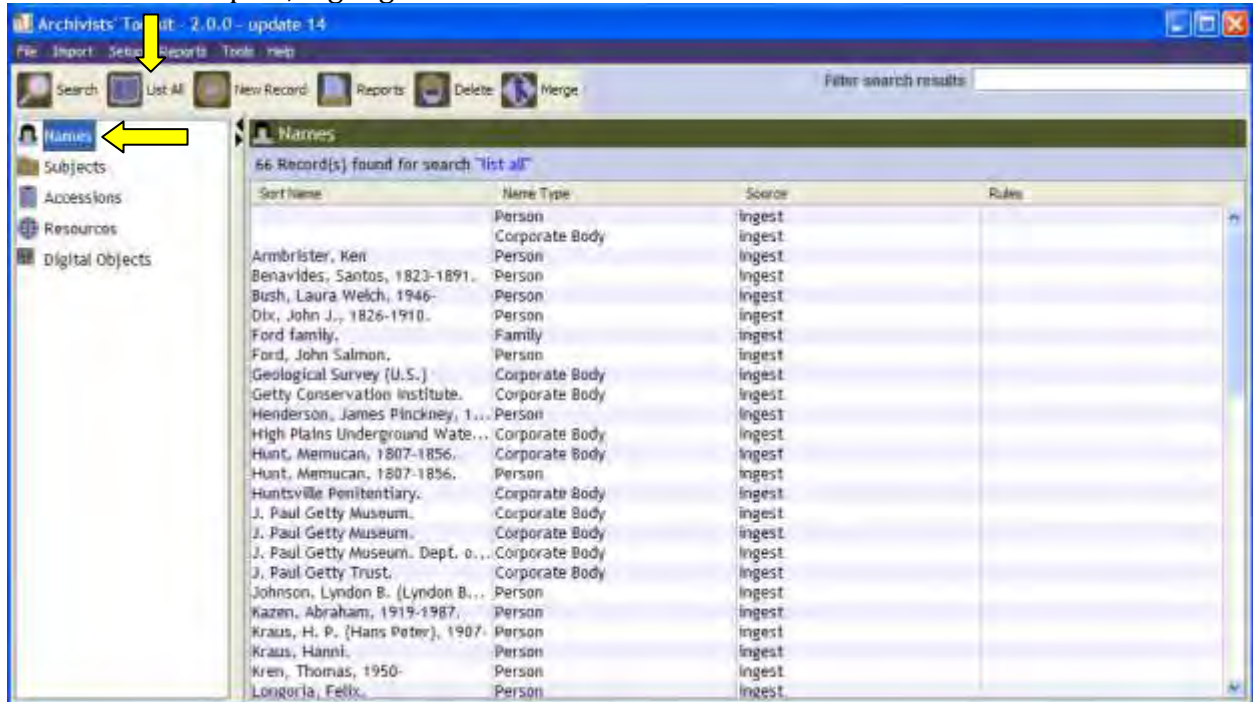 Archivists' Toolkit - 2.0.0 - update 14
File Import Setup Reports Tools Help
Search List All New Record Reports Delete Merge Filter search results
Names
Subjects
Accessions
Resources
Digital Objects
Names
66 Record(s) found for search "list all"
Sort Name Name Type Source Rules
Person Ingest
Corporate Body Ingest
Armbrister, Ken Person Ingest
Benavides, Santos, 1823-1891. Person Ingest
Bush, Laura Welch, 1946- Person Ingest
Dix, John J., 1826-1910. Person Ingest
Ford family. Family Ingest
Ford, John Salmon. Person Ingest
Geological Survey (U.S.) Corporate Body Ingest
Getty Conservation Institute. Corporate Body Ingest
Henderson, James Pinckney, 1... Person Ingest
High Plains Underground Wate... Corporate Body Ingest
Hunt, Memucan, 1807-1856. Corporate Body Ingest
Hunt, Memucan, 1807-1856. Person Ingest
Huntsville Penitentiary. Corporate Body Ingest
J. Paul Getty Museum. Corporate Body Ingest
J. Paul Getty Museum. Corporate Body Ingest
J. Paul Getty Museum. Dept. o... Corporate Body Ingest
J. Paul Getty Trust. Corporate Body Ingest
Johnson, Lyndon B. (Lyndon B... Person Ingest
Kazen, Abraham, 1919-1987. Person Ingest
Kraus, H. P. (Hans Peter), 1907- Person Ingest
Kraus, Hanni. Person Ingest
Kren, Thomas, 1950- Person Ingest
Longoria, Felix. Person Ingest